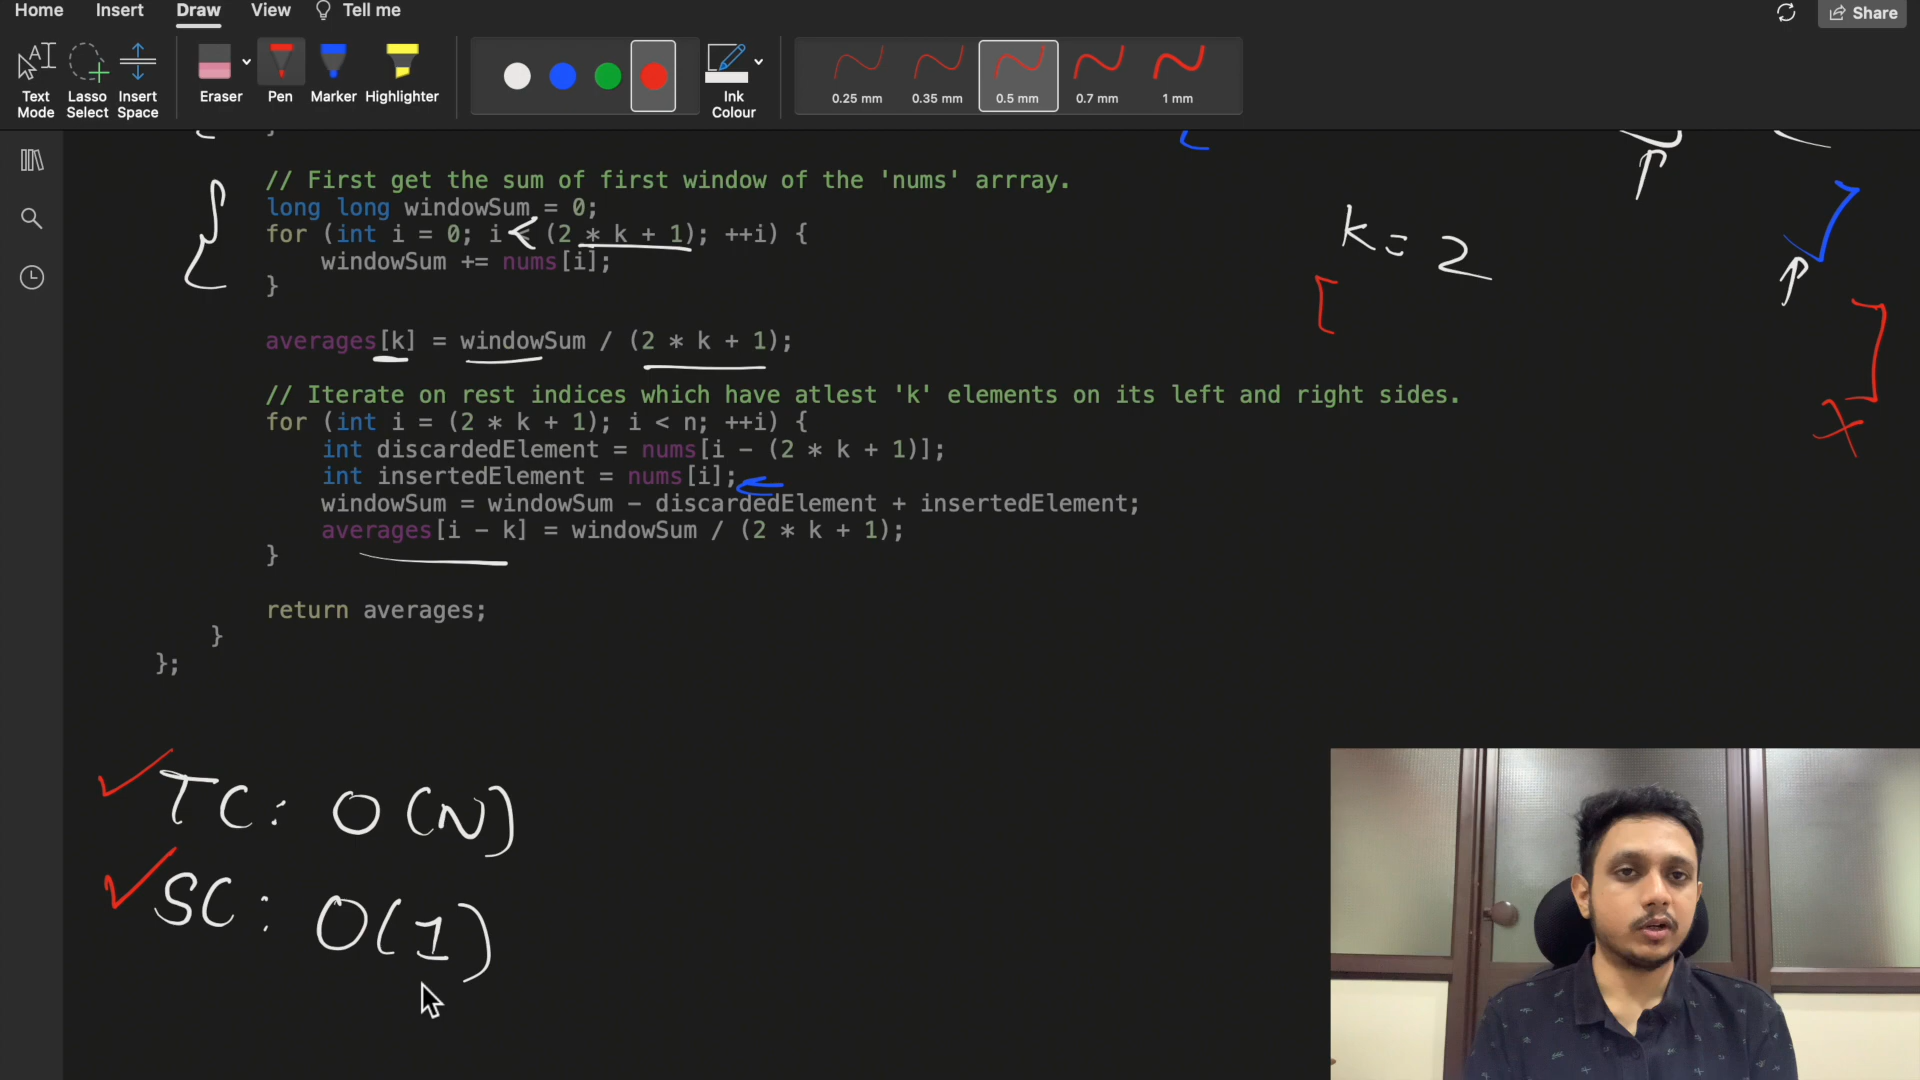 Home Insert Draw View Tell me Share
Text Mode Lasso Select Insert Space Eraser Pen Marker Highlighter Ink Colour 0.25 mm 0.35 mm 0.5 mm 0.7 mm 1 mm
}
// First get the sum of first window of the 'nums' arrray.
long long windowSum = 0;
for (int i = 0; i < (2 * k + 1); ++i) {
windowSum += nums[i];
}
k = 2
averages[k] = windowSum / (2 * k + 1);
// Iterate on rest indices which have atlest 'k' elements on its left and right sides.
for (int i = (2 * k + 1); i < n; ++i) {
int discardedElement = nums[i - (2 * k + 1)];
int insertedElement = nums[i];
windowSum = windowSum - discardedElement + insertedElement;
averages[i - k] = windowSum / (2 * k + 1);
}
return averages;
}
};
TC: O(N)
SC: O(1)